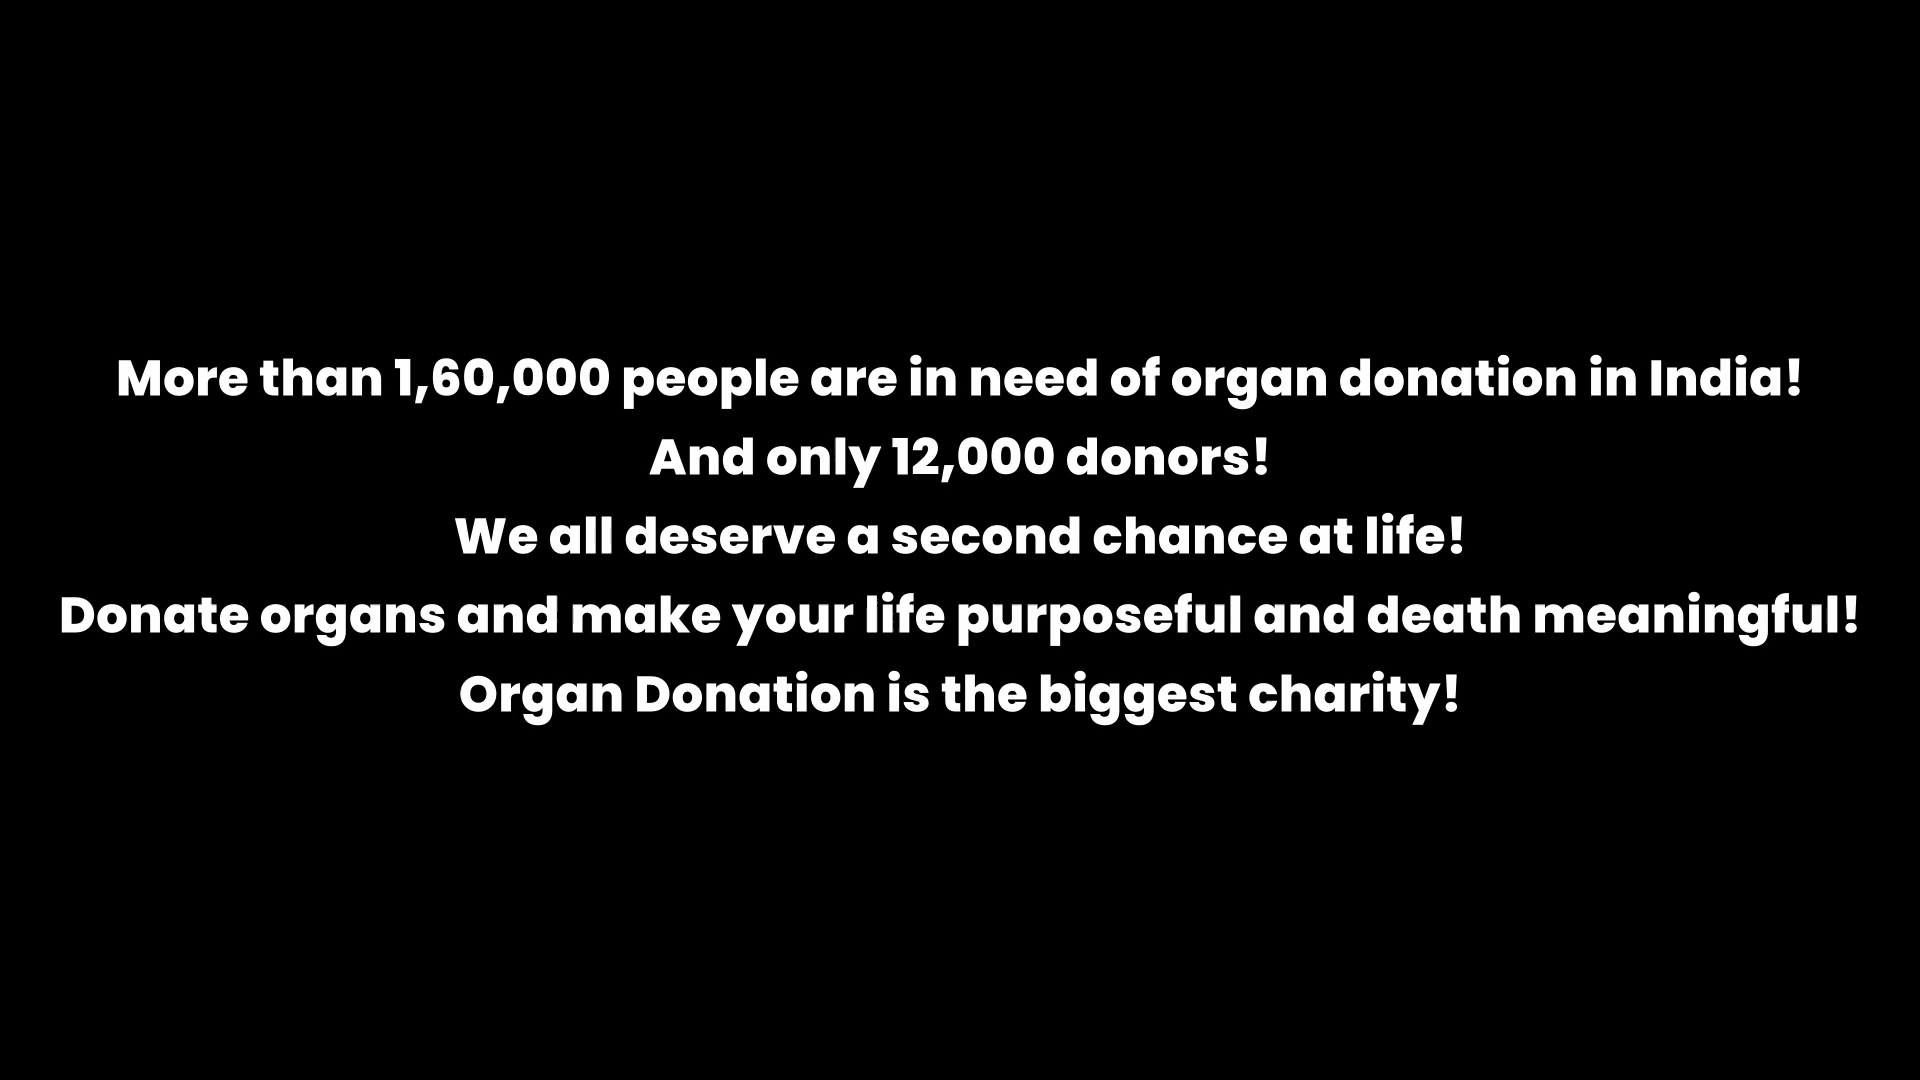 More than 1,60,000 people are in need of organ donation in India!
And only 12,000 donors!
We all deserve a second chance at life!
Donate organs and make your life purposeful and death meaningful!
Organ Donation is the biggest charity!